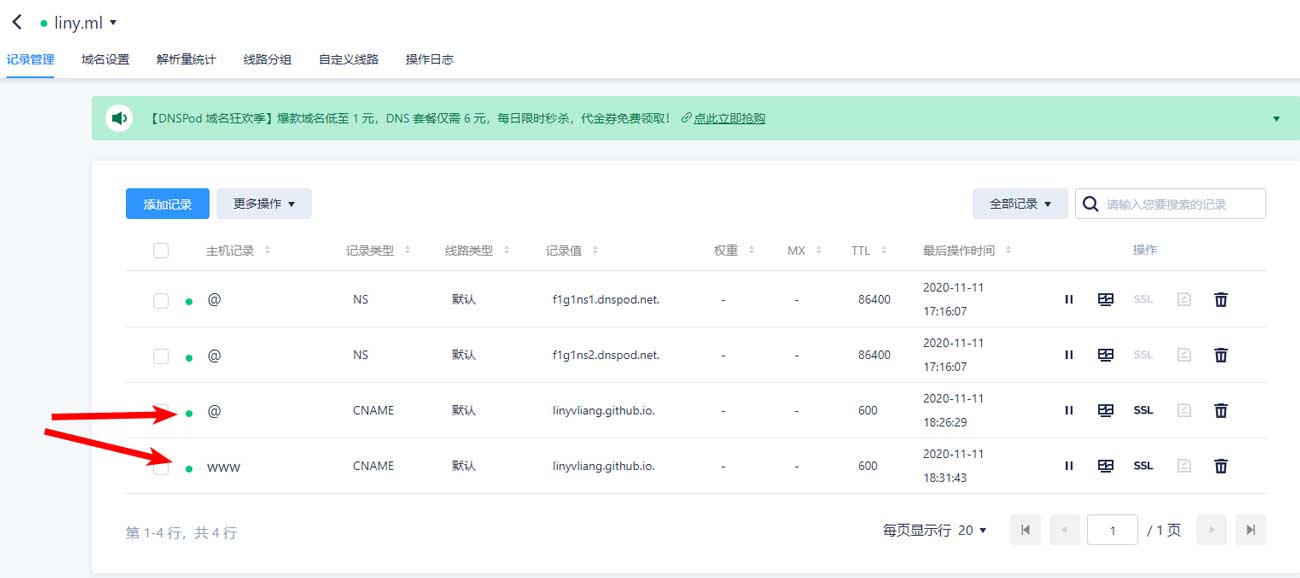 liny.ml
记录管理 域名设置 解析量统计 线路分组 自定义线路 操作日志
【DNSPod 域名狂欢季】爆款域名低至 1 元，DNS 套餐仅需 6 元，每日限时秒杀，代金券免费领取！ 点此立即抢购
添加记录 更多操作 全部记录 请输入您要搜索的记录
主机记录 记录类型 线路类型 记录值 权重 MX TTL 最后操作时间 操作
@ NS 默认 f1g1ns1.dnspod.net. - - 86400 2020-11-11 SSL
17:16:07
@ NS 默认 f1g1ns2.dnspod.net. - - 86400 2020-11-11 SSL
17:16:07
@ CNAME 默认 linyvliang.github.io. - - 600 2020-11-11 SSL
18:26:29
www CNAME 默认 linyvliang.github.io. - - 600 2020-11-11 SSL
18:31:43
第 1-4 行，共 4 行 每页显示行 20 1 / 1 页